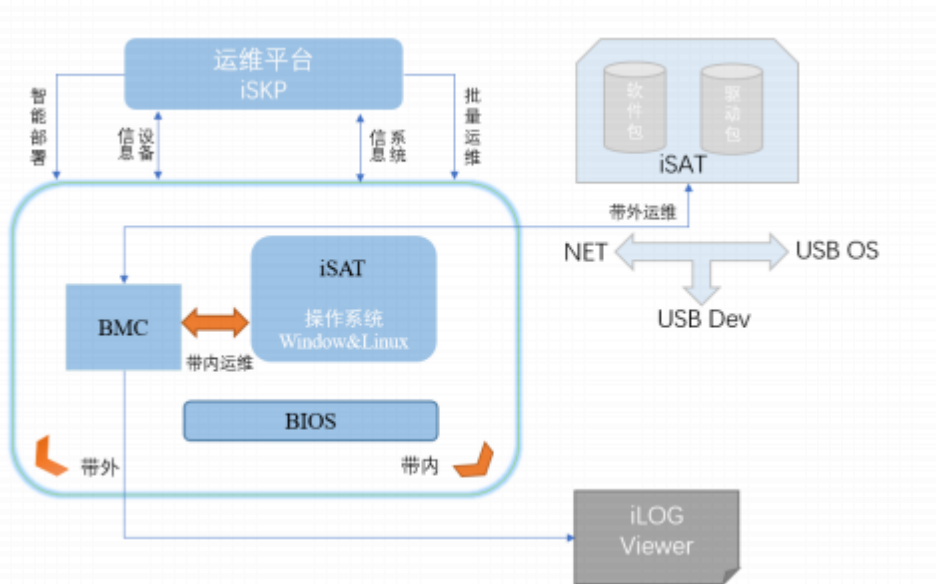 运维平台
iSKP
智能部署
设备信息
系统信息
批量运维
软件包
驱动包
iSAT
带外运维
NET
USB OS
USB Dev
iSAT
操作系统
Window&Linux
BMC
带内运维
BIOS
带外
带内
iLOG
Viewer